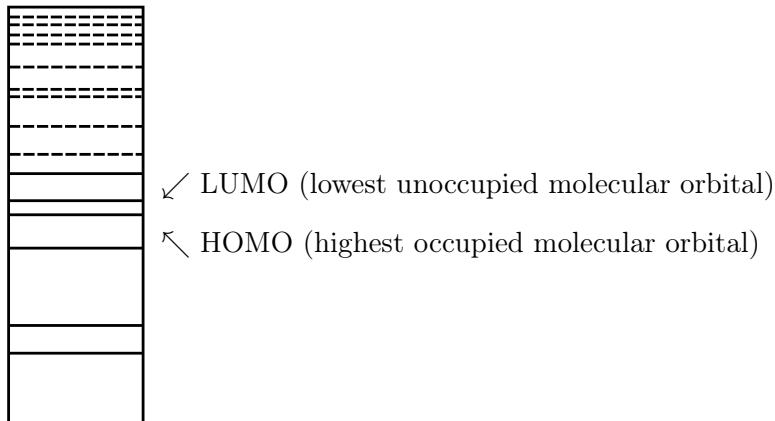 ↙ LUMO (lowest unoccupied molecular orbital)
↖ HOMO (highest occupied molecular orbital)